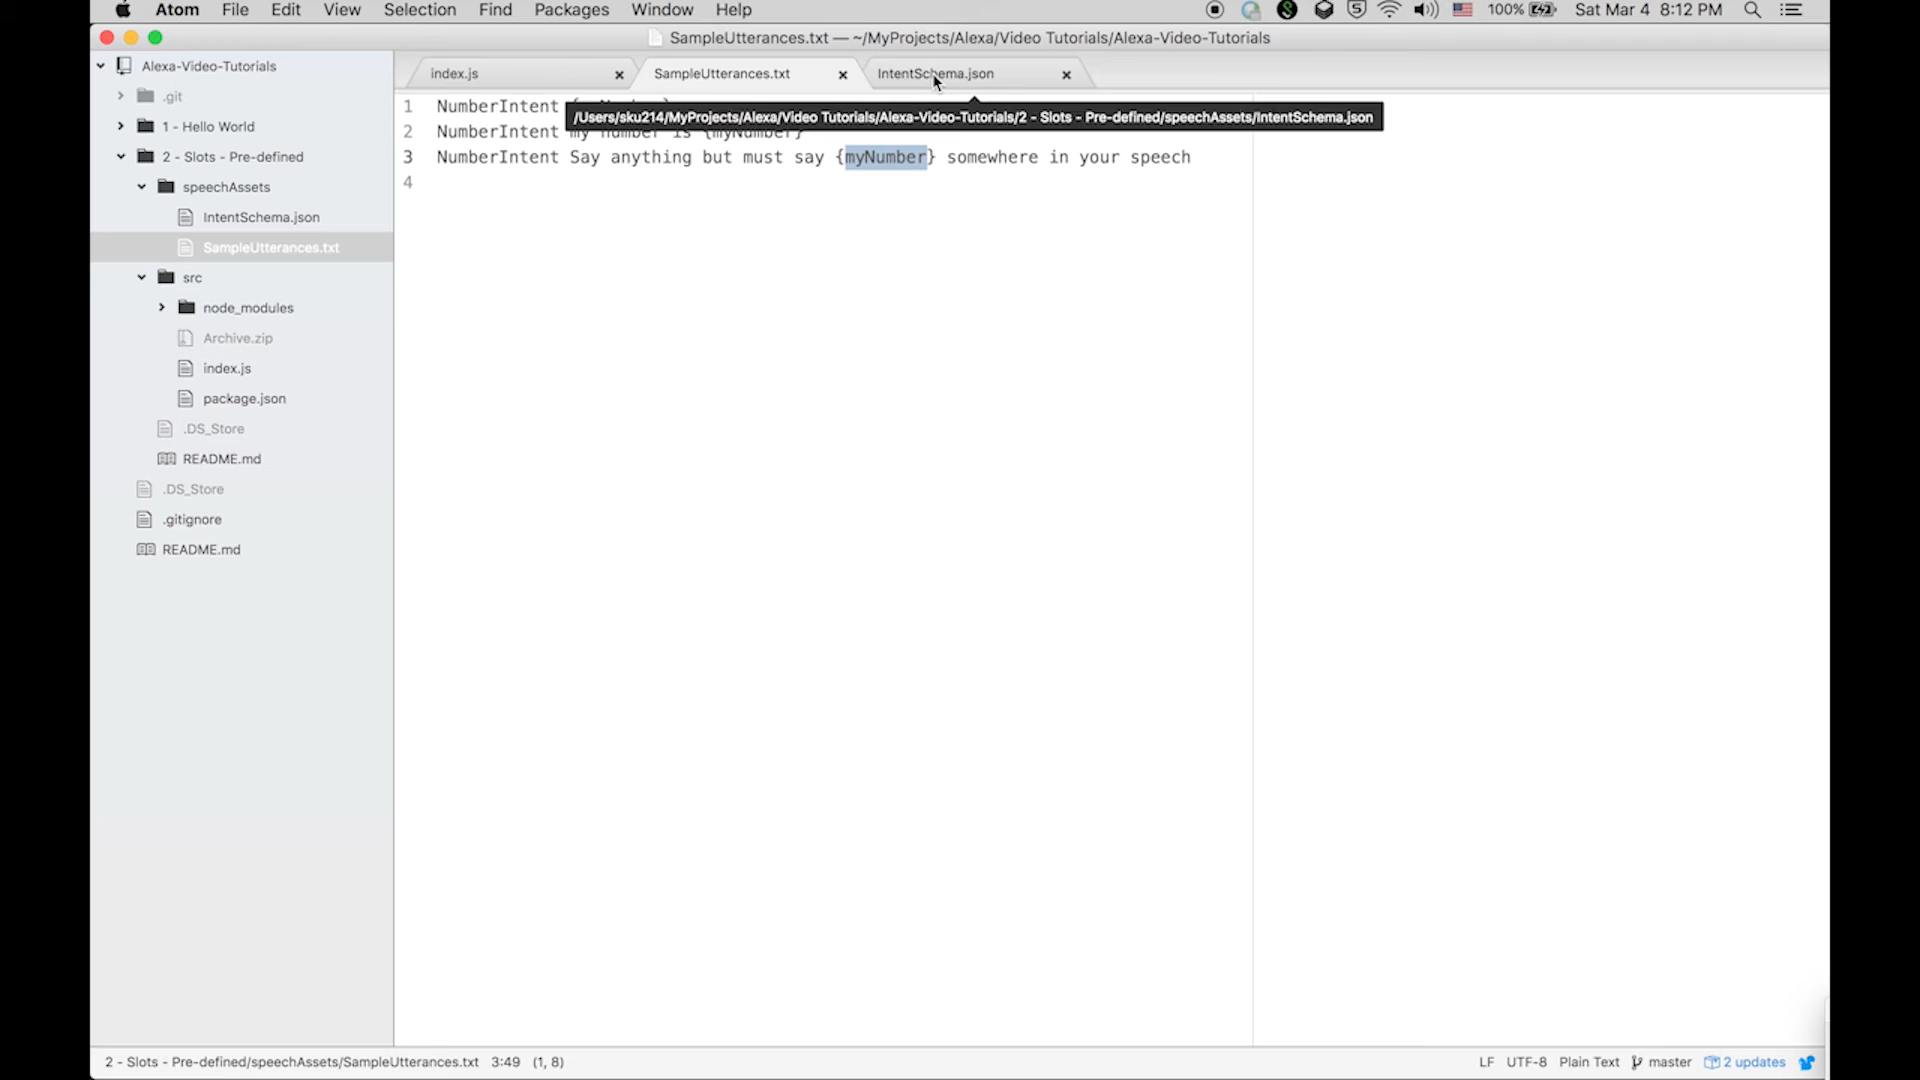 Atom File Edit View Selection Find Packages Window Help 100% Sat Mar 4 8:12 PM
SampleUtterances.txt — ~/MyProjects/Alexa/Video Tutorials/Alexa-Video-Tutorials
Alexa-Video-Tutorials
.git
1 - Hello World
2 - Slots - Pre-defined
speechAssets
IntentSchema.json
SampleUtterances.txt
src
node_modules
Archive.zip
index.js
package.json
.DS_Store
README.md
.DS_Store
.gitignore
README.md
index.js SampleUtterances.txt IntentSchema.json
1 NumberIntent
/Users/sku214/MyProjects/Alexa/Video Tutorials/Alexa-Video-Tutorials/2 - Slots - Pre-defined/speechAssets/IntentSchema.json
2 NumberIntent my number is {myNumber}
3 NumberIntent Say anything but must say {myNumber} somewhere in your speech
4
2 - Slots - Pre-defined/speechAssets/SampleUtterances.txt 3:49 (1, 8) LF UTF-8 Plain Text master 2 updates